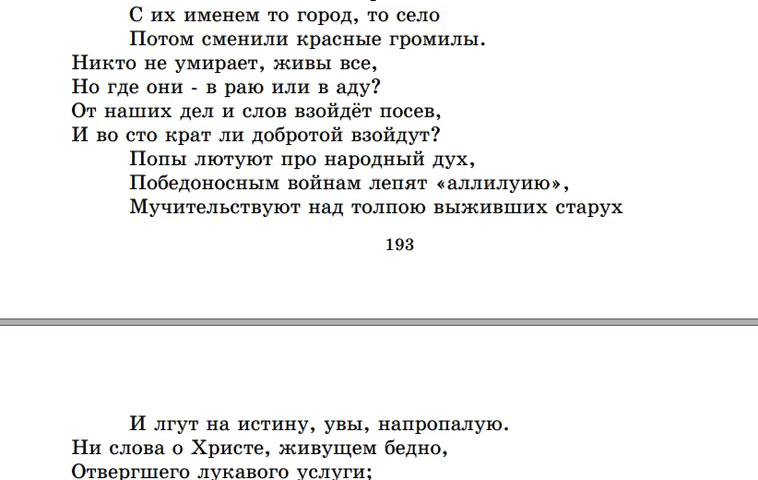 С их именем то город, то село
Потом сменили красные громилы.
Никто не умирает, живы все,
Но где они - в раю или в аду?
От наших дел и слов взойдёт посев,
И во сто крат ли добротой взойдут?
Попы лютуют про народный дух,
Победоносным войнам лепят «аллилуию»,
Мучительствуют над толпою выживших старух
193
И лгут на истину, увы, напропалую.
Ни слова о Христе, живущем бедно,
Отвергшего лукавого услуги;